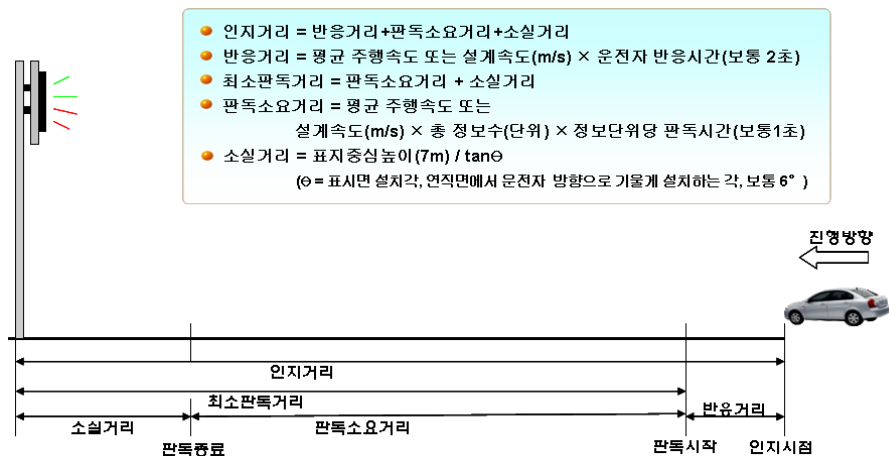 인지거리 = 반응거리+판독소요거리+소실거리
반응거리 = 평균 주행속도 또는 설계속도(m/s) × 운전자 반응시간(보통 2초)
최소판독거리 = 판독소요거리 + 소실거리
판독소요거리 = 평균 주행속도 또는
설계속도(m/s) × 총 정보수(단위) × 정보단위당 판독시간(보통1초)
소실거리 = 표지중심높이(7m) / tanΘ
(Θ = 표시면 설치각, 연직면에서 운전자 방향으로 기울게 설치하는 각, 보통 6° )
진행방향
인지거리
최소판독거리
반유거리
소실거리
판독소요거리
판독종료
판독시작
인지시점